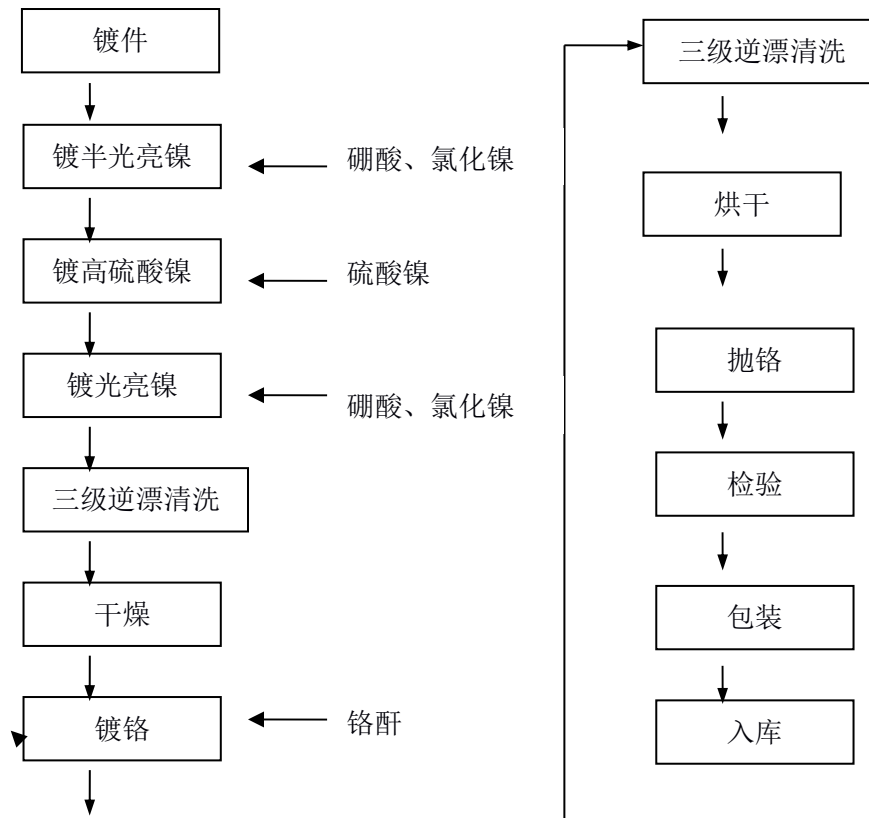 镀件
镀半光亮镍
硼酸、氯化镍
镀高硫酸镍
硫酸镍
镀光亮镍
硼酸、氯化镍
三级逆漂清洗
干燥
镀铬
铬酐
三级逆漂清洗
烘干
抛铬
检验
包装
入库